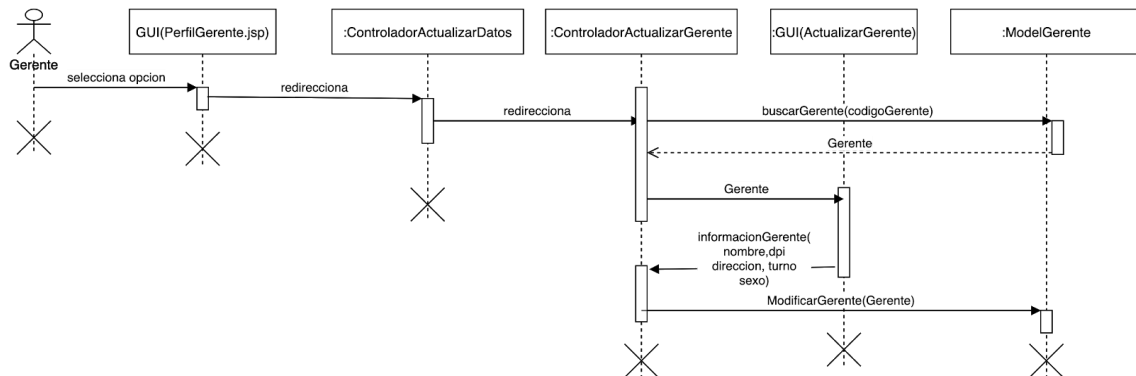 GUI(PerfilGerente.jsp)
:ControladorActualizarDatos
:ControladorActualizarGerente
:GUI(ActualizarGerente)
:ModelGerente
Gerente
selecciona opcion
redirecciona
redirecciona
buscarGerente(codigoGerente)
Gerente
Gerente
informacionGerente(
nombre,dpi
direccion, turno
sexo)
ModificarGerente(Gerente)